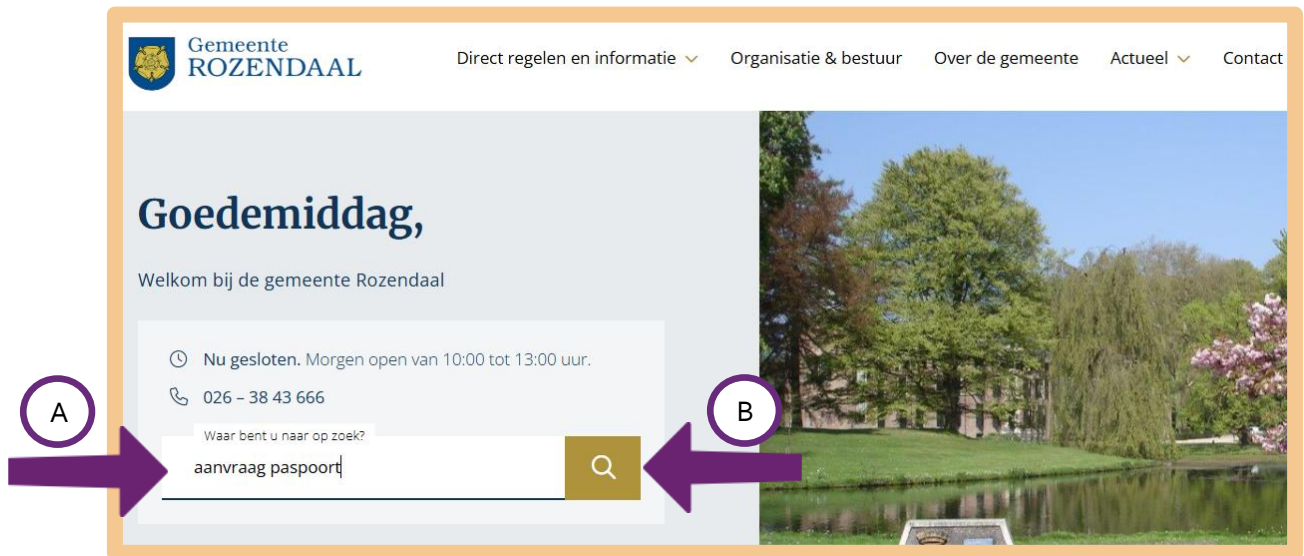 Gemeente
ROZENDAAL
Direct regelen en informatie
Organisatie & bestuur
Over de gemeente
Actueel
Contact
Goedemiddag,
Welkom bij de gemeente Rozendaal
Nu gesloten. Morgen open van 10:00 tot 13:00 uur.
026 – 38 43 666
A
B
Waar bent u naar op zoek?
aanvraag paspoort